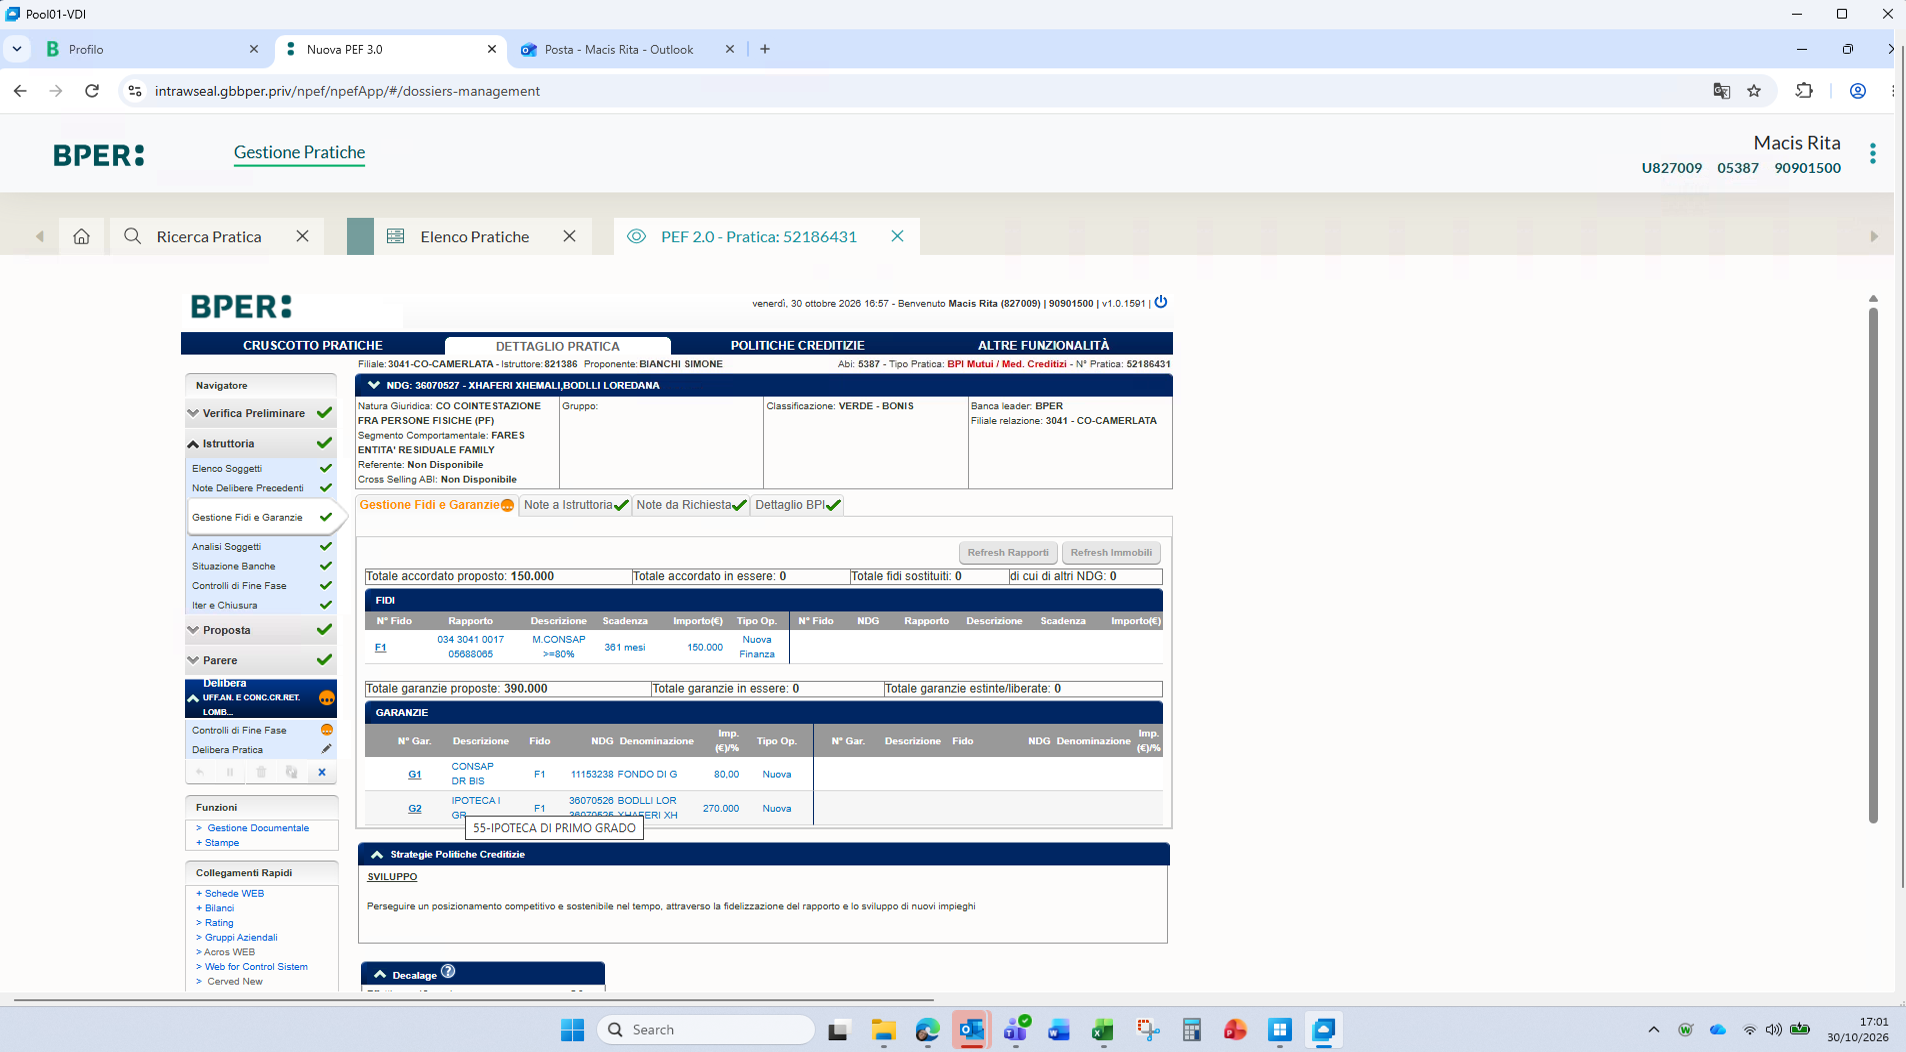 Pool01-VDI
Profilo
Nuova PEF 3.0
Posta - Macis Rita - Outlook
intrawseal.gbbper.priv/npef/npefApp/#/dossiers-management
BPER:
Gestione Pratiche
Macis Rita
U827009 05387 90901500
Ricerca Pratica
Elenco Pratiche
PEF 2.0 - Pratica: 52186431
BPER:
venerdì, 30 ottobre 2026 16:57 - Benvenuto Macis Rita (827009) | 90901500 | v1.0.1591 |
CRUSCOTTO PRATICHE
DETTAGLIO PRATICA
POLITICHE CREDITIZIE
ALTRE FUNZIONALITÀ
Filiale: 3041-CO-CAMERLATA - Istruttore: 821386 Proponente: BIANCHI SIMONE
Abi: 5387 - Tipo Pratica: BPI Mutui / Med. Creditizi - N° Pratica: 52186431
Navigatore
Verifica Preliminare
Istruttoria
Elenco Soggetti
Note Delibere Precedenti
Gestione Fidi e Garanzie
Analisi Soggetti
Situazione Banche
Controlli di Fine Fase
Iter e Chiusura
Proposta
Parere
Delibera
UFF.AN. E CONC.CR.RET.
LOMB...
Controlli di Fine Fase
Delibera Pratica
Funzioni
> Gestione Documentale
+ Stampe
Collegamenti Rapidi
+ Schede WEB
+ Bilanci
> Rating
> Gruppi Aziendali
> Acros WEB
> Web for Control Sistem
> Cerved New
NDG: 36070527 - XHAFERI XHEMALI,BODLLI LOREDANA
Natura Giuridica: CO COINTESTAZIONE
FRA PERSONE FISICHE (PF)
Segmento Comportamentale: FARES
ENTITA' RESIDUALE FAMILY
Referente: Non Disponibile
Cross Selling ABI: Non Disponibile
Gruppo:
Classificazione: VERDE - BONIS
Banca leader: BPER
Filiale relazione: 3041 - CO-CAMERLATA
Gestione Fidi e Garanzie
Note a Istruttoria
Note da Richiesta
Dettaglio BPI
Refresh Rapporti
Refresh Immobili
Totale accordato proposto: 150.000
Totale accordato in essere: 0
Totale fidi sostituiti: 0
di cui di altri NDG: 0
FIDI
N° Fido Rapporto Descrizione Scadenza Importo(€) Tipo Op. N° Fido NDG Rapporto Descrizione Scadenza Importo(€)
F1
034 3041 0017
05688065
M.CONSAP
>=80%
361 mesi
150.000
Nuova
Finanza
Totale garanzie proposte: 390.000
Totale garanzie in essere: 0
Totale garanzie estinte/liberate: 0
GARANZIE
N° Gar. Descrizione Fido NDG Denominazione Imp.
(€)/% Tipo Op. N° Gar. Descrizione Fido NDG Denominazione Imp.
(€)/%
G1
CONSAP
DR BIS
F1
11153238 FONDO DI G
80,00
Nuova
G2
IPOTECA I
GR
F1
36070526 BODLLI LOR
36070525 XHAFERI XH
270.000
Nuova
55-IPOTECA DI PRIMO GRADO
Strategie Politiche Creditizie
SVILUPPO
Perseguire un posizionamento competitivo e sostenibile nel tempo, attraverso la fidelizzazione del rapporto e lo sviluppo di nuovi impieghi
Decalage
Search
17:01
30/10/2026